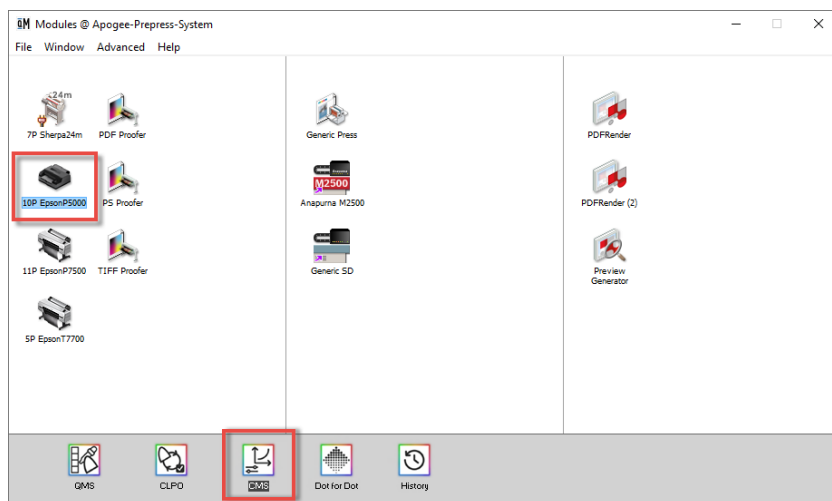 Modules @ Apogee-Prepress-System
File Window Advanced Help
<24m
7P Sherpa24m
PDF Proofer
Generic Press
PDFRender
10P EpsonP5000
PS Proofer
M2500
Anapurna M2500
PDFRender (2)
11P EpsonP7500
TIFF Proofer
Generic SD
Preview
Generator
5P EpsonT7700
QMS
CLPO
CMS
Dot for Dot
History